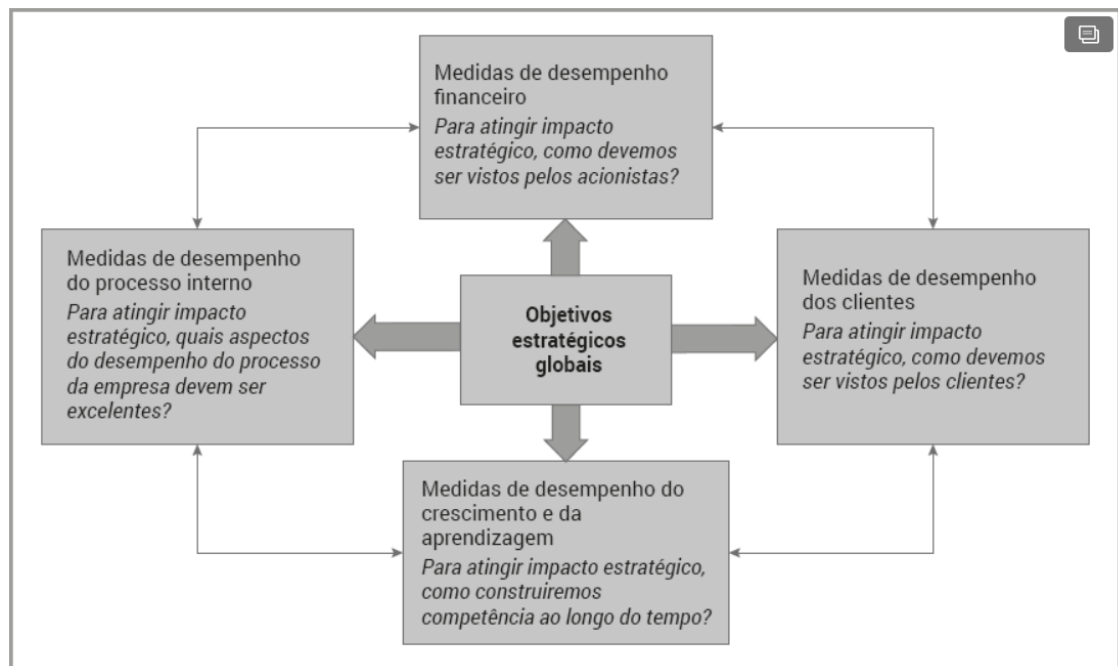 Medidas de desempenho
financeiro
Para atingir impacto
estratégico, como devemos
ser vistos pelos acionistas?
Medidas de desempenho
do processo interno
Para atingir impacto
estratégico, quais aspectos
do desempenho do processo
da empresa devem ser
excelentes?
Objetivos
estratégicos
globais
Medidas de desempenho
dos clientes
Para atingir impacto
estratégico, como devemos
ser vistos pelos clientes?
Medidas de desempenho do
crescimento e da
aprendizagem
Para atingir impacto estratégico,
como construiremos
competência ao longo do tempo?